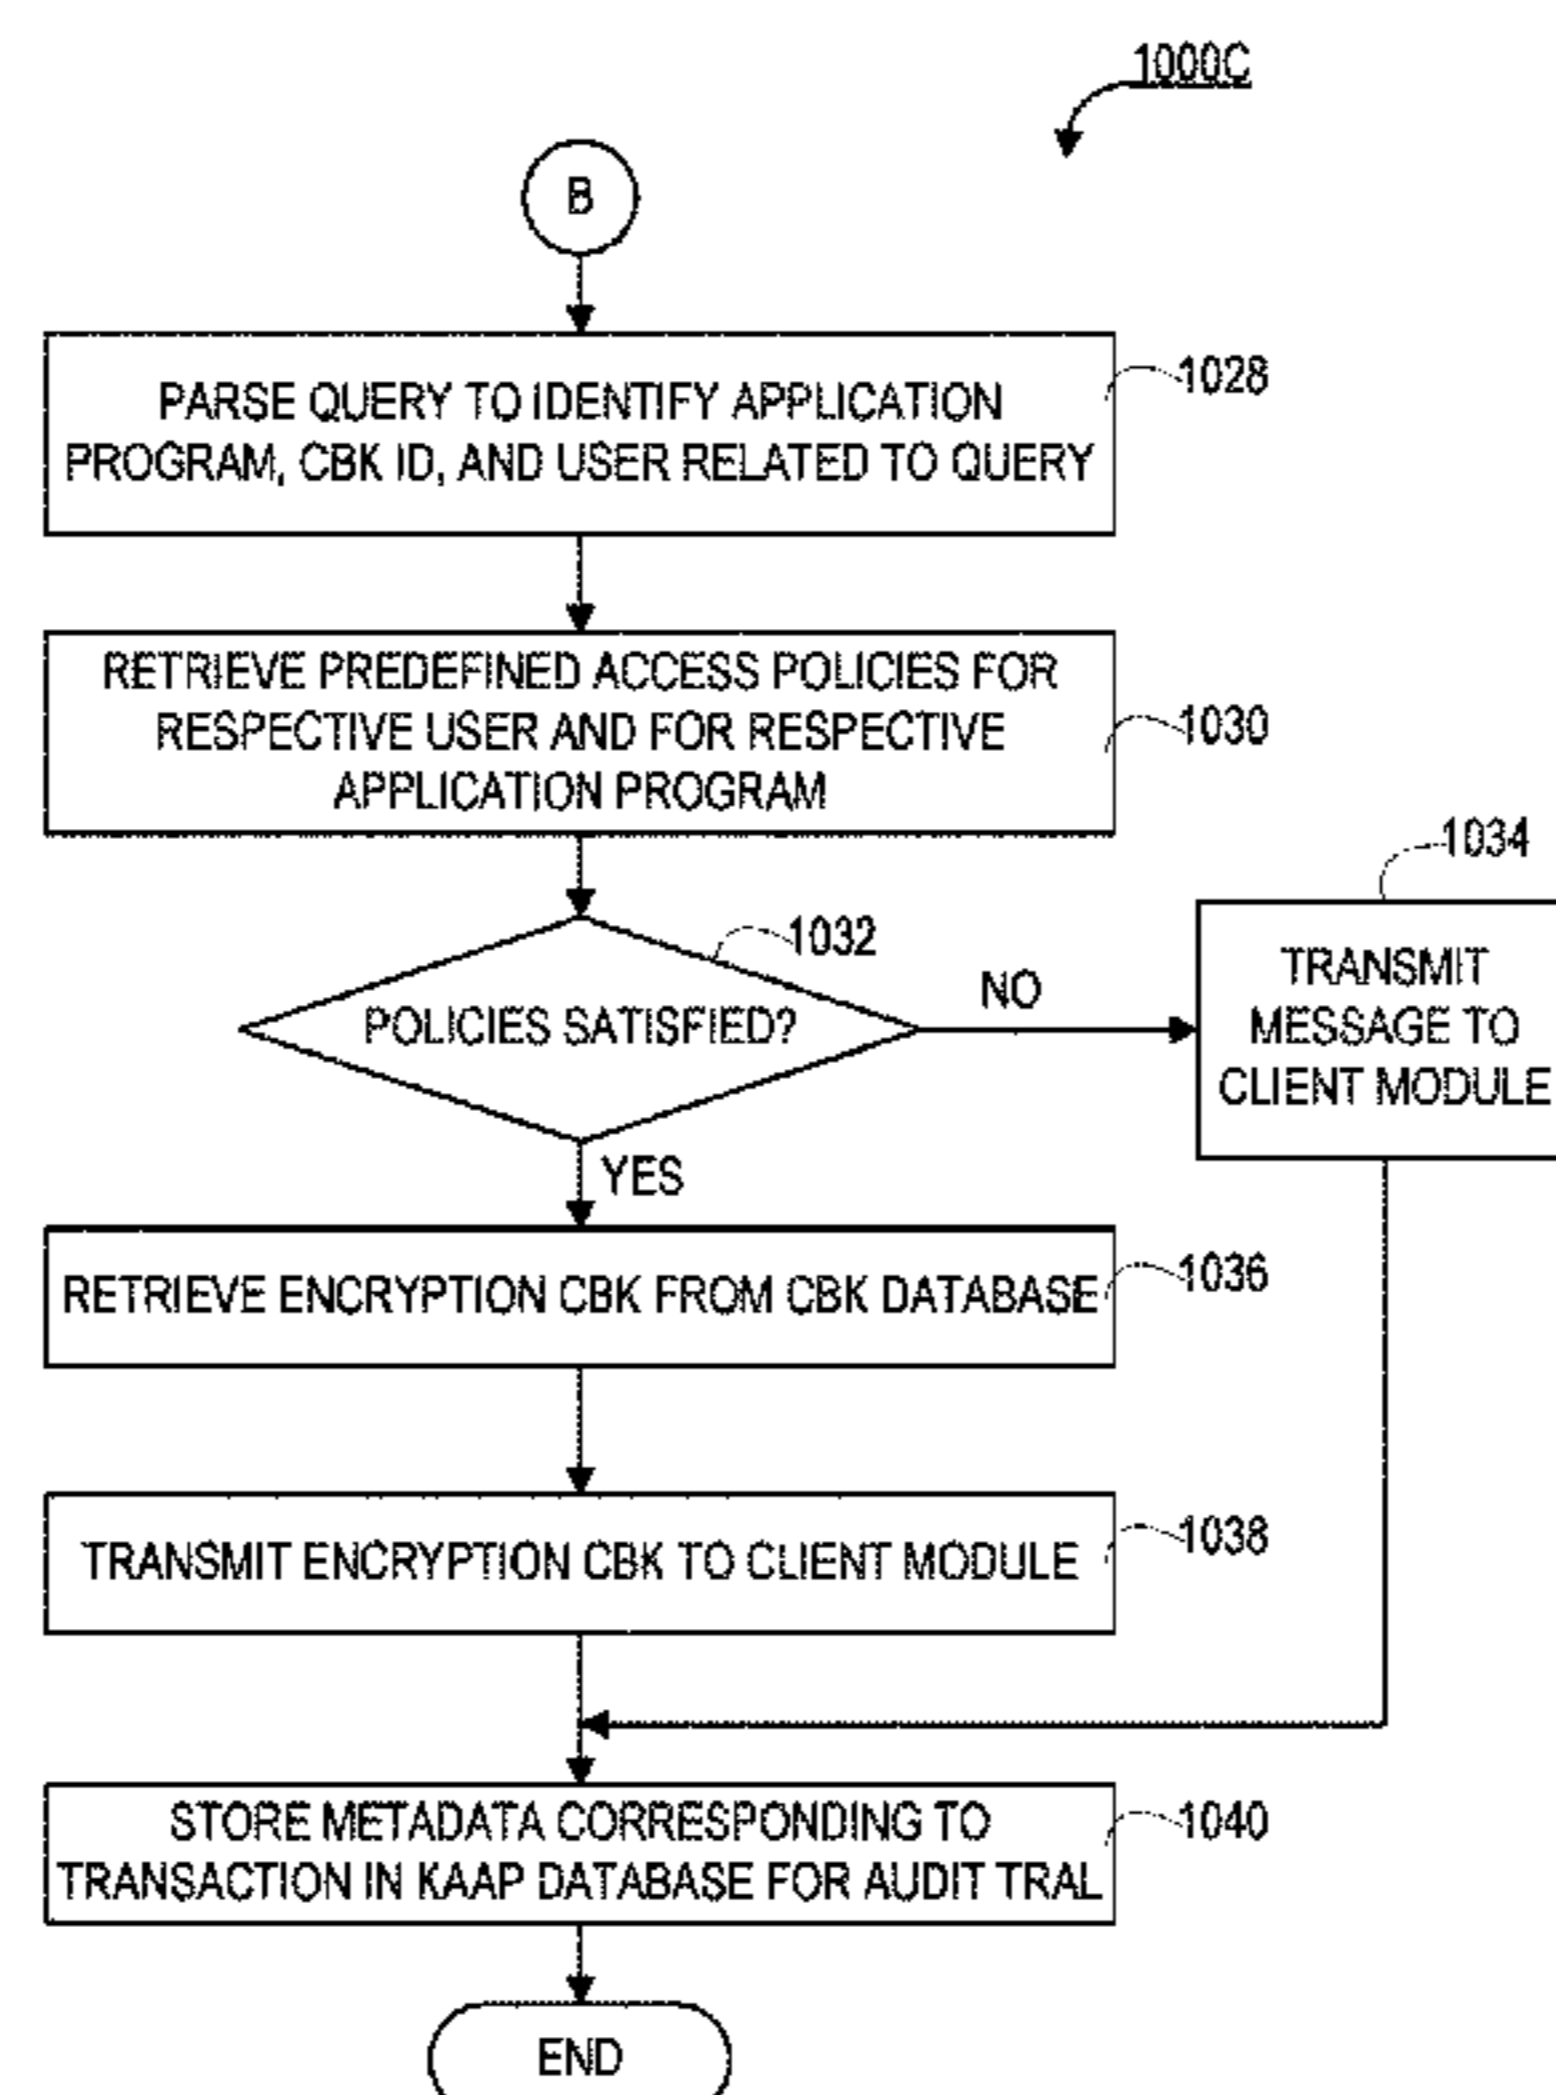 1000C
B
PARSE QUERY TO IDENTIFY APPLICATION
PROGRAM, CBK ID, AND USER RELATED TO QUERY
1028
RETRIEVE PREDEFINED ACCESS POLICIES FOR
RESPECTIVE USER AND FOR RESPECTIVE
APPLICATION PROGRAM
1030
1034
TRANSMIT
MESSAGE TO
CLIENT MODULE
1032
POLICIES SATISFIED?
NO
YES
RETRIEVE ENCRYPTION CBK FROM CBK DATABASE
1036
TRANSMIT ENCRYPTION CBK TO CLIENT MODULE
1038
STORE METADATA CORRESPONDING TO
TRANSACTION IN KAAP DATABASE FOR AUDIT TRAL
1040
END